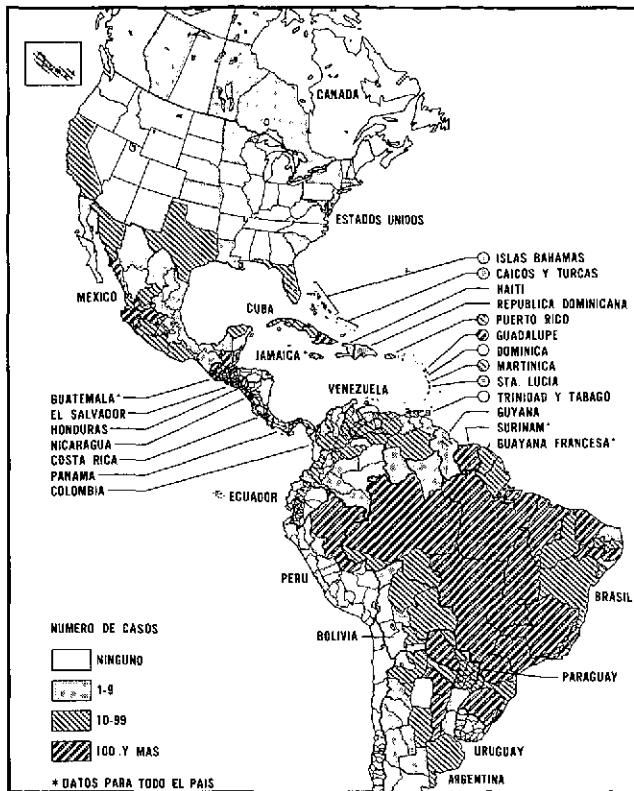 CANADA
ESTADOS UNIDOS
MEXICO
CUBA
JAMAICA*
ISLAS BAHAMAS
CAICOS Y TURCAS
HAITI
REPUBLICA DOMINICANA
PUERTO RICO
GUADALUPE
DOMINICA
MARTINICA
STA. LUCIA
TRINIDAD Y TABAGO
GUYANA
SURINAM*
GUAYANA FRANCESA*
VENEZUELA
GUATEMALA*
EL SALVADOR
HONDURAS
NICARAGUA
COSTA RICA
PANAMA
COLOMBIA
ECUADOR
PERU
BRASIL
BOLIVIA
PARAGUAY
URUGUAY
ARGENTINA
NUMERO DE CASOS
NINGUNO
1-9
10-99
100 Y MAS
* DATOS PARA TODO EL PAIS